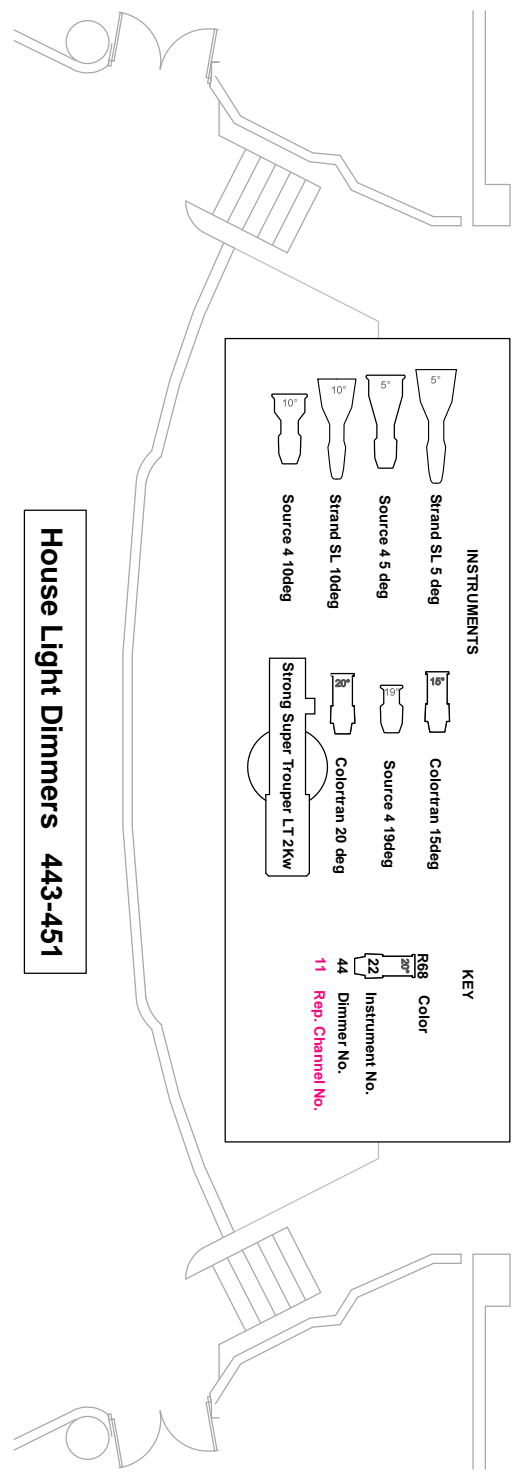 INSTRUMENTS
5°
Strand SL 5 deg
5°
Source 4 5 deg
10°
Strand SL 10deg
10°
Source 4 10deg
15°
Colortran 15deg
19°
Source 4 19deg
20°
Colortran 20 deg
Strong Super Trouper LT 2Kw
KEY
R68 Color
20°
22 Instrument No.
44 Dimmer No.
11 Rep. Channel No.
House Light Dimmers 443-451